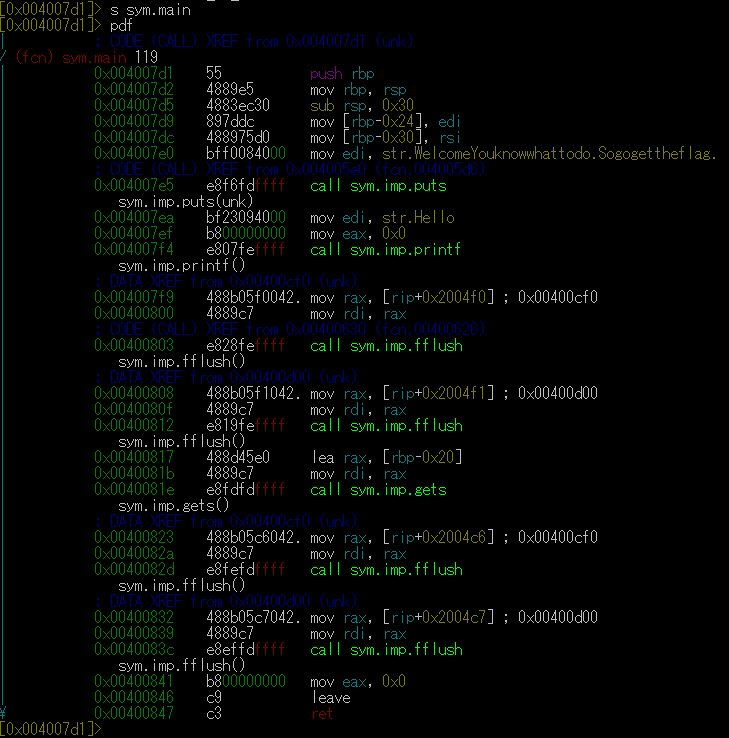 [0x004007d1]> s sym.main
[0x004007d1]> pdf
| ; CODE (CALL) XREF from 0x004007d1 (unk)
/ (fcn) sym.main 119
| 0x004007d1 55 push rbp
| 0x004007d2 4889e5 mov rbp, rsp
| 0x004007d5 4883ec30 sub rsp, 0x30
| 0x004007d9 897ddc mov [rbp-0x24], edi
| 0x004007dc 488975d0 mov [rbp-0x30], rsi
| 0x004007e0 bff0084000 mov edi, str.WelcomeYouknowwhattodo.Sogogettheflag.
| ; CODE (CALL) XREF from 0x004005e0 (fcn.004005d6)
| 0x004007e5 e8f6fdffff call sym.imp.puts
| sym.imp.puts(unk)
| 0x004007ea bf23094000 mov edi, str.Hello
| 0x004007ef b800000000 mov eax, 0x0
| 0x004007f4 e807feffff call sym.imp.printf
| sym.imp.printf()
| ; DATA XREF from 0x00400cf0 (unk)
| 0x004007f9 488b05f0042. mov rax, [rip+0x2004f0] ; 0x00400cf0
| 0x00400800 4889c7 mov rdi, rax
| ; CODE (CALL) XREF from 0x00400830 (fcn.00400828)
| 0x00400803 e828feffff call sym.imp.fflush
| sym.imp.fflush()
| ; DATA XREF from 0x00400d00 (unk)
| 0x00400808 488b05f1042. mov rax, [rip+0x2004f1] ; 0x00400d00
| 0x0040080f 4889c7 mov rdi, rax
| 0x00400812 e819feffff call sym.imp.fflush
| sym.imp.fflush()
| 0x00400817 488d45e0 lea rax, [rbp-0x20]
| 0x0040081b 4889c7 mov rdi, rax
| 0x0040081e e8fdfdffff call sym.imp.gets
| sym.imp.gets()
| ; DATA XREF from 0x00400cf0 (unk)
| 0x00400823 488b05c6042. mov rax, [rip+0x2004c6] ; 0x00400cf0
| 0x0040082a 4889c7 mov rdi, rax
| 0x0040082d e8fefdffff call sym.imp.fflush
| sym.imp.fflush()
| ; DATA XREF from 0x00400d00 (unk)
| 0x00400832 488b05c7042. mov rax, [rip+0x2004c7] ; 0x00400d00
| 0x00400839 4889c7 mov rdi, rax
| 0x0040083c e8effdffff call sym.imp.fflush
| sym.imp.fflush()
| 0x00400841 b800000000 mov eax, 0x0
| 0x00400846 c9 leave
¥ 0x00400847 c3 ret
[0x004007d1]>